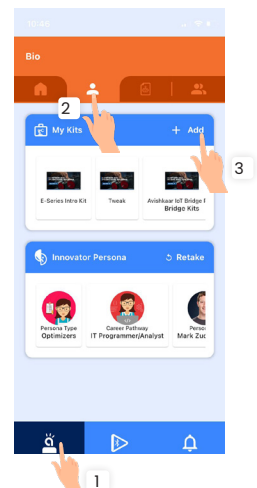 10:45
Bio
2
My Kits
+ Add
3
E-Series Intro Kit
Tweak
Avishkaar IoT Bridge
Bridge Kits
Innovator Persona
Retake
Persona Type
Optimizers
Career Pathway
IT Programmer/Analyst
Perso
Mark Zuc
1